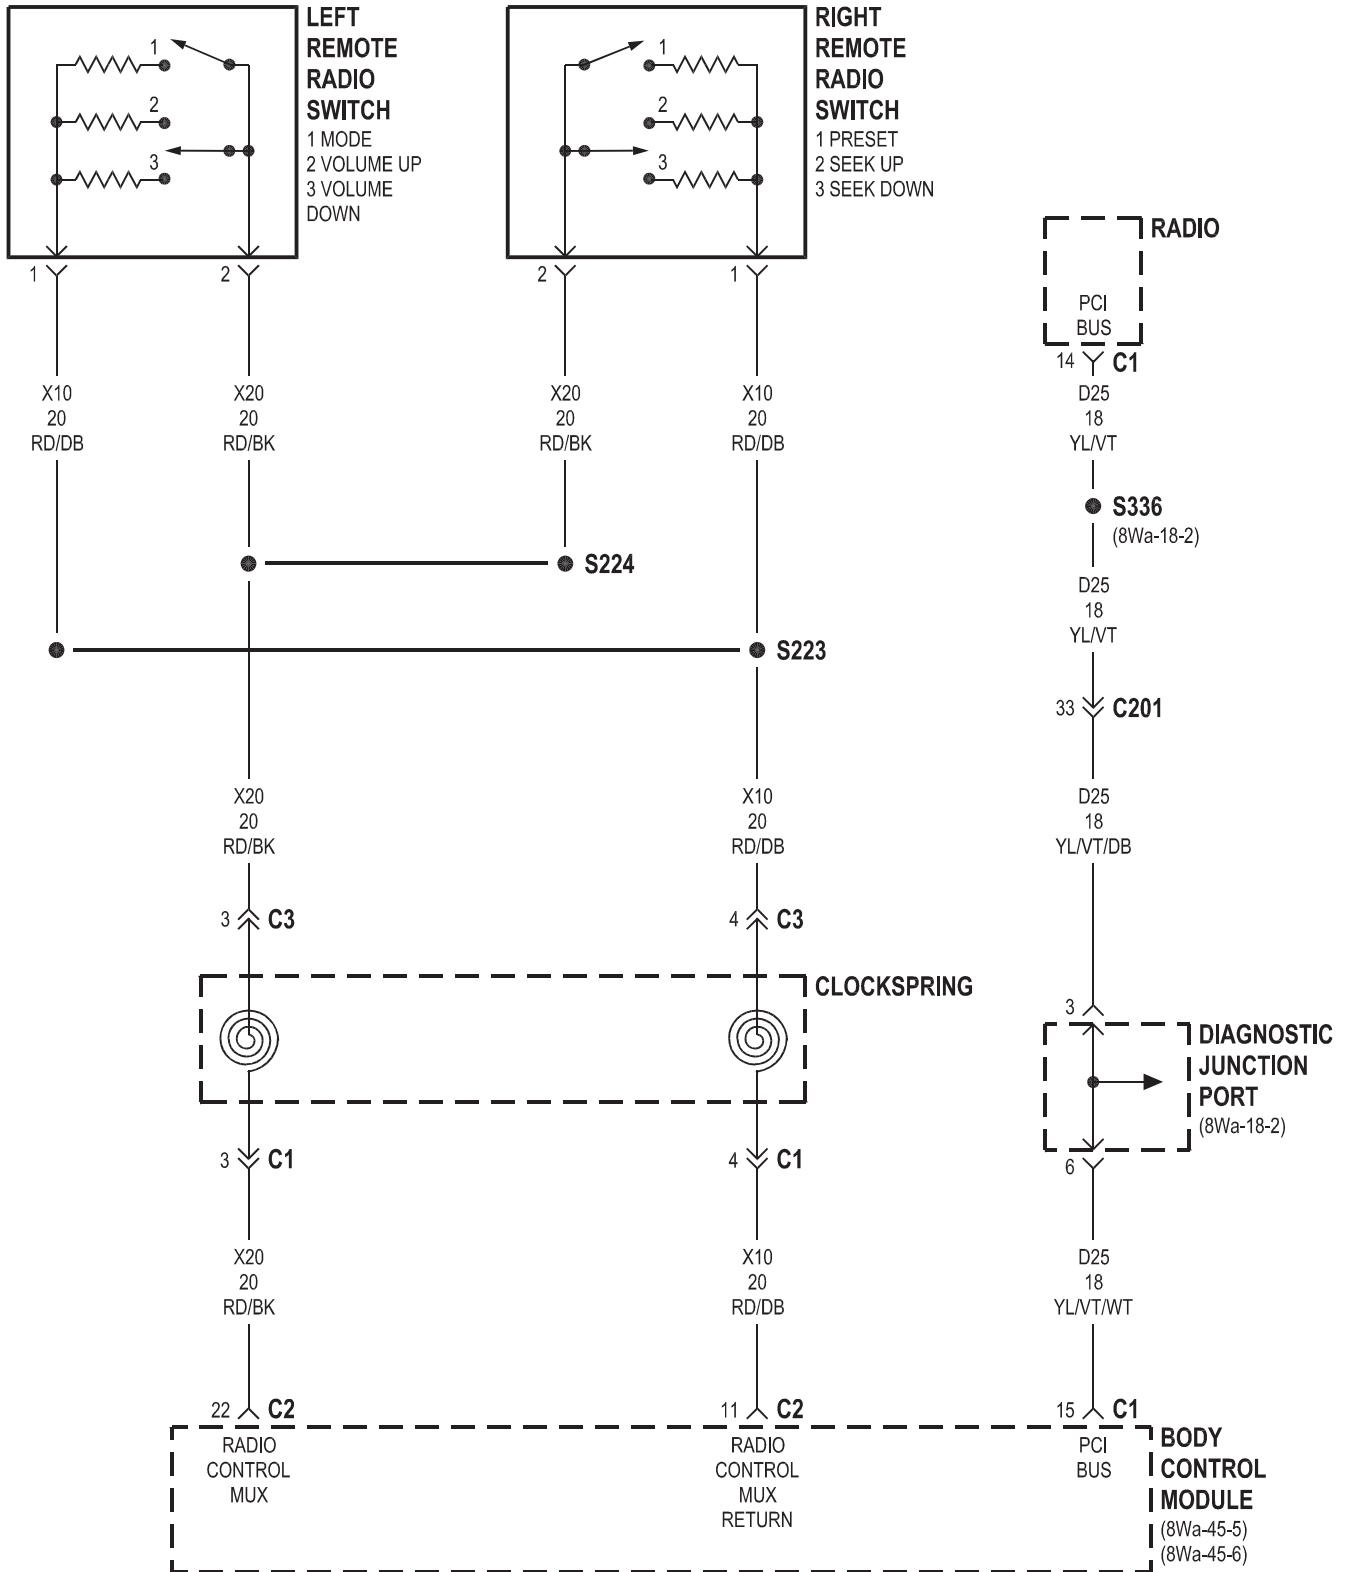 LEFT
REMOTE
RADIO
SWITCH
1 MODE
2 VOLUME UP
3 VOLUME
DOWN
1
2
3
1
2
RIGHT
REMOTE
RADIO
SWITCH
1 PRESET
2 SEEK UP
3 SEEK DOWN
1
2
3
2
1
RADIO
PCI
BUS
14
C1
X10
20
RD/DB
X20
20
RD/BK
X20
20
RD/BK
X10
20
RD/DB
D25
18
YL/VT
S336
(8Wa-18-2)
S224
D25
18
YL/VT
S223
33
C201
X20
20
RD/BK
X10
20
RD/DB
D25
18
YL/VT/DB
3
C3
4
C3
CLOCKSPRING
3
DIAGNOSTIC
JUNCTION
PORT
(8Wa-18-2)
3
C1
4
C1
6
X20
20
RD/BK
X10
20
RD/DB
D25
18
YL/VT/WT
22
C2
11
C2
15
C1
RADIO
CONTROL
MUX
RADIO
CONTROL
MUX
RETURN
PCI
BUS
BODY
CONTROL
MODULE
(8Wa-45-5)
(8Wa-45-6)